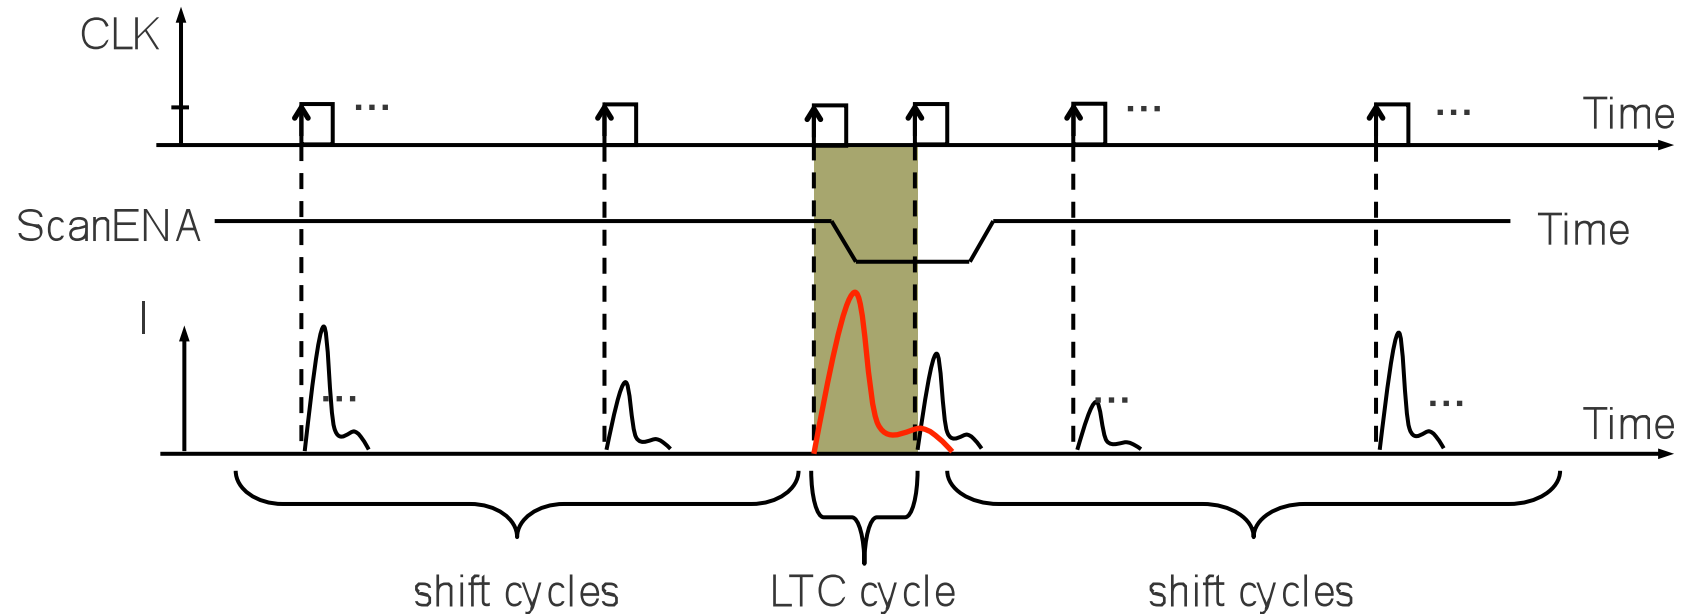 CLK
... ... ...
Time
ScanENA
Time
I
... ... ...
Time
shift cycles
LTC cycle
shift cycles